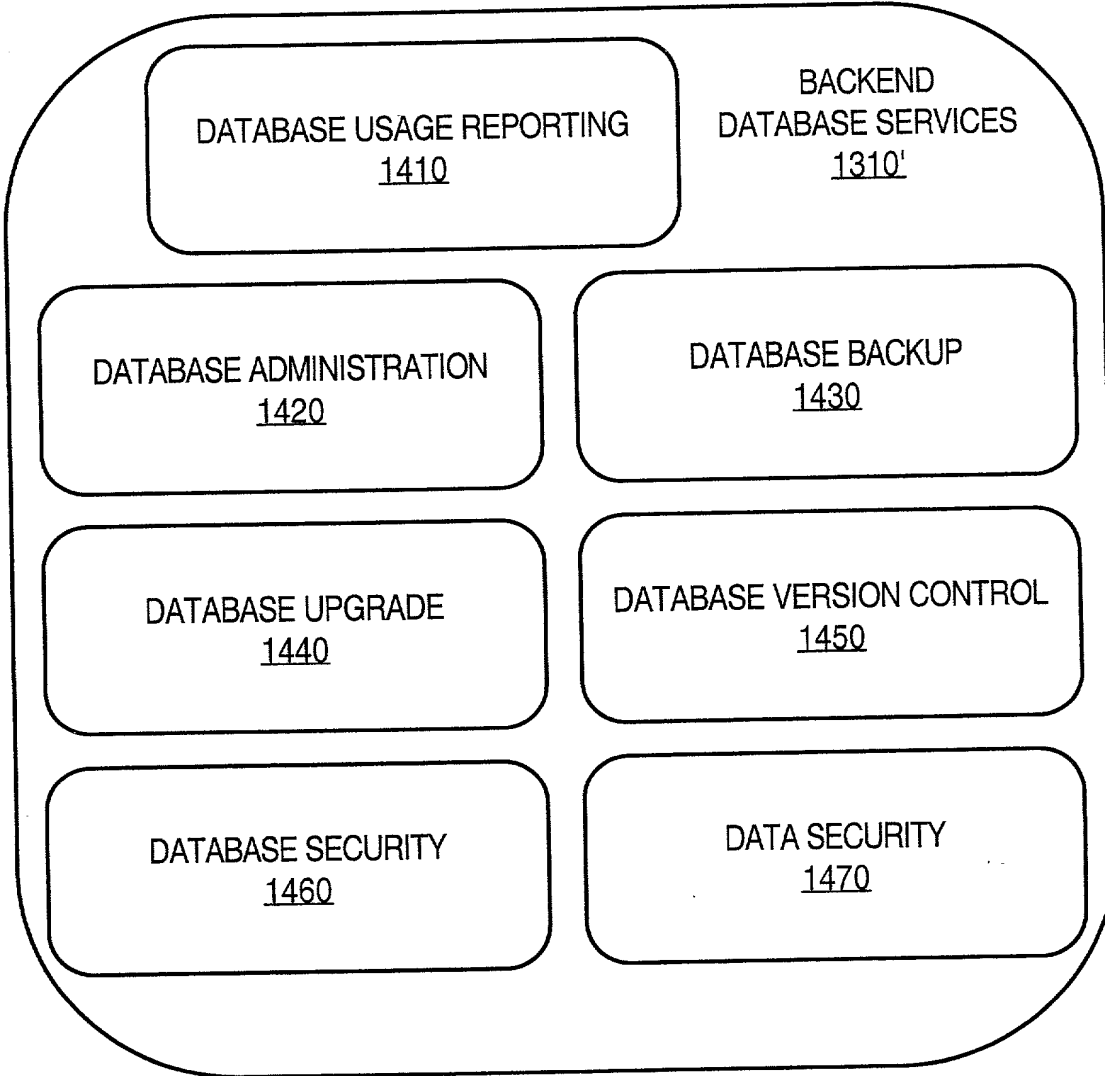 DATABASE USAGE REPORTING
1410
BACKEND
DATABASE SERVICES
1310'
DATABASE ADMINISTRATION
1420
DATABASE BACKUP
1430
DATABASE UPGRADE
1440
DATABASE VERSION CONTROL
1450
DATABASE SECURITY
1460
DATA SECURITY
1470